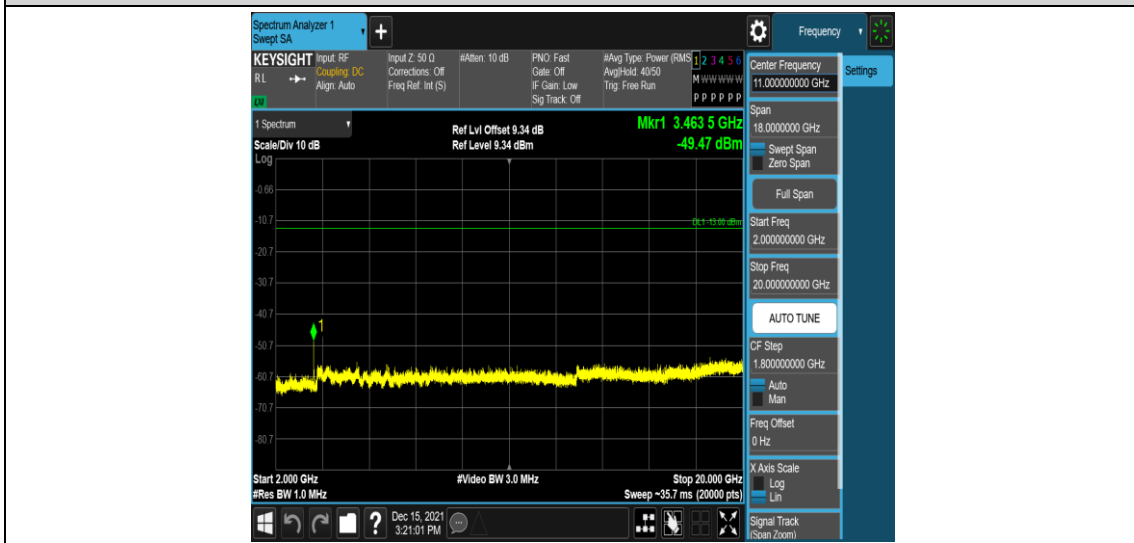 Spectrum Analyzer 1
Swept SA
+
Frequency
KEYSIGHT
RL
LXI
Input: RF
Coupling: DC
Align: Auto
Input Z: 50 Ω
Corrections: Off
Freq Ref: Int (S)
#Atten: 10 dB
PNO: Fast
Gate: Off
IF Gain: Low
Sig Track: Off
#Avg Type: Power (RMS
Avg|Hold: 40/50
Trig: Free Run
1 2 3 4 5 6
M W W W W W
P P P P P P
Center Frequency
11.000000000 GHz
Settings
1 Spectrum
Scale/Div 10 dB
Ref Lvl Offset 9.34 dB
Ref Level 9.34 dBm
Mkr1 3.463 5 GHz
-49.47 dBm
Log
-0.66
-10.7
-20.7
-30.7
-40.7
-50.7
-60.7
-70.7
-80.7
DL1 -13.00 dBm
1
Start 2.000 GHz
#Res BW 1.0 MHz
#Video BW 3.0 MHz
Stop 20.000 GHz
Sweep ~35.7 ms (20000 pts)
Span
18.0000000 GHz
Swept Span
Zero Span
Full Span
Start Freq
2.000000000 GHz
Stop Freq
20.000000000 GHz
AUTO TUNE
CF Step
1.800000000 GHz
Auto
Man
Freq Offset
0 Hz
X Axis Scale
Log
Lin
Signal Track
(Span Zoom)
?
Dec 15, 2021
3:21:01 PM